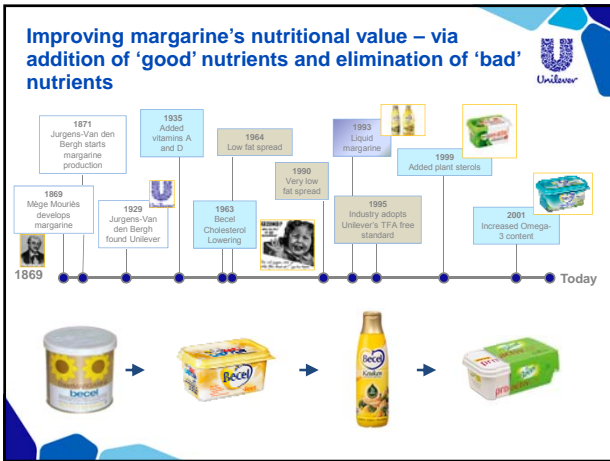 Improving margarine's nutritional value – via
addition of 'good' nutrients and elimination of 'bad'
nutrients
Unilever
1871
Jurgens-Van den
Bergh starts
margarine
production
1935
Added
vitamins A
and D
1964
Low fat spread
1993
Liquid
margarine
1990
Very low
fat spread
1999
Added plant sterols
1869
Mège Mouriès
develops
margarine
1929
Jurgens-Van
den Bergh
found Unilever
1963
Becel
Cholesterol
Lowering
1995
Industry adopts
Unilever's TFA free
standard
2001
Increased Omega-
3 content
1869
Today
becel
Becel
Becel
pro.activ